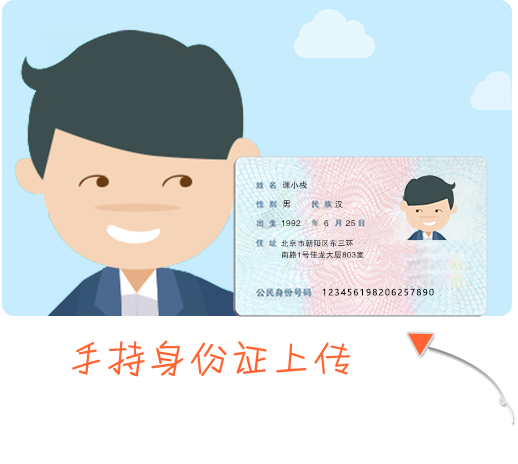 姓 名 课小栈
性 别 男 民 族 汉
出 生 1992 年 6 月 25 日
住 址 北京市朝阳区东三环
南路1号佳龙大厦803室
公民身份号码 123456198206257890
手持身份证上传